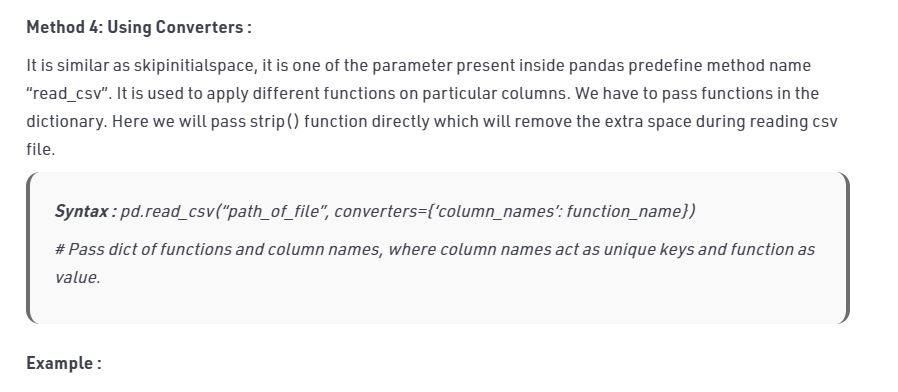 Method 4: Using Converters :
It is similar as skipinitialspace, it is one of the parameter present inside pandas predefine method name
“read_csv”. It is used to apply different functions on particular columns. We have to pass functions in the
dictionary. Here we will pass strip() function directly which will remove the extra space during reading csv
file.
Syntax : pd.read_csv(“path_of_file”, converters={‘column_names’: function_name})
# Pass dict of functions and column names, where column names act as unique keys and function as
value.
Example :